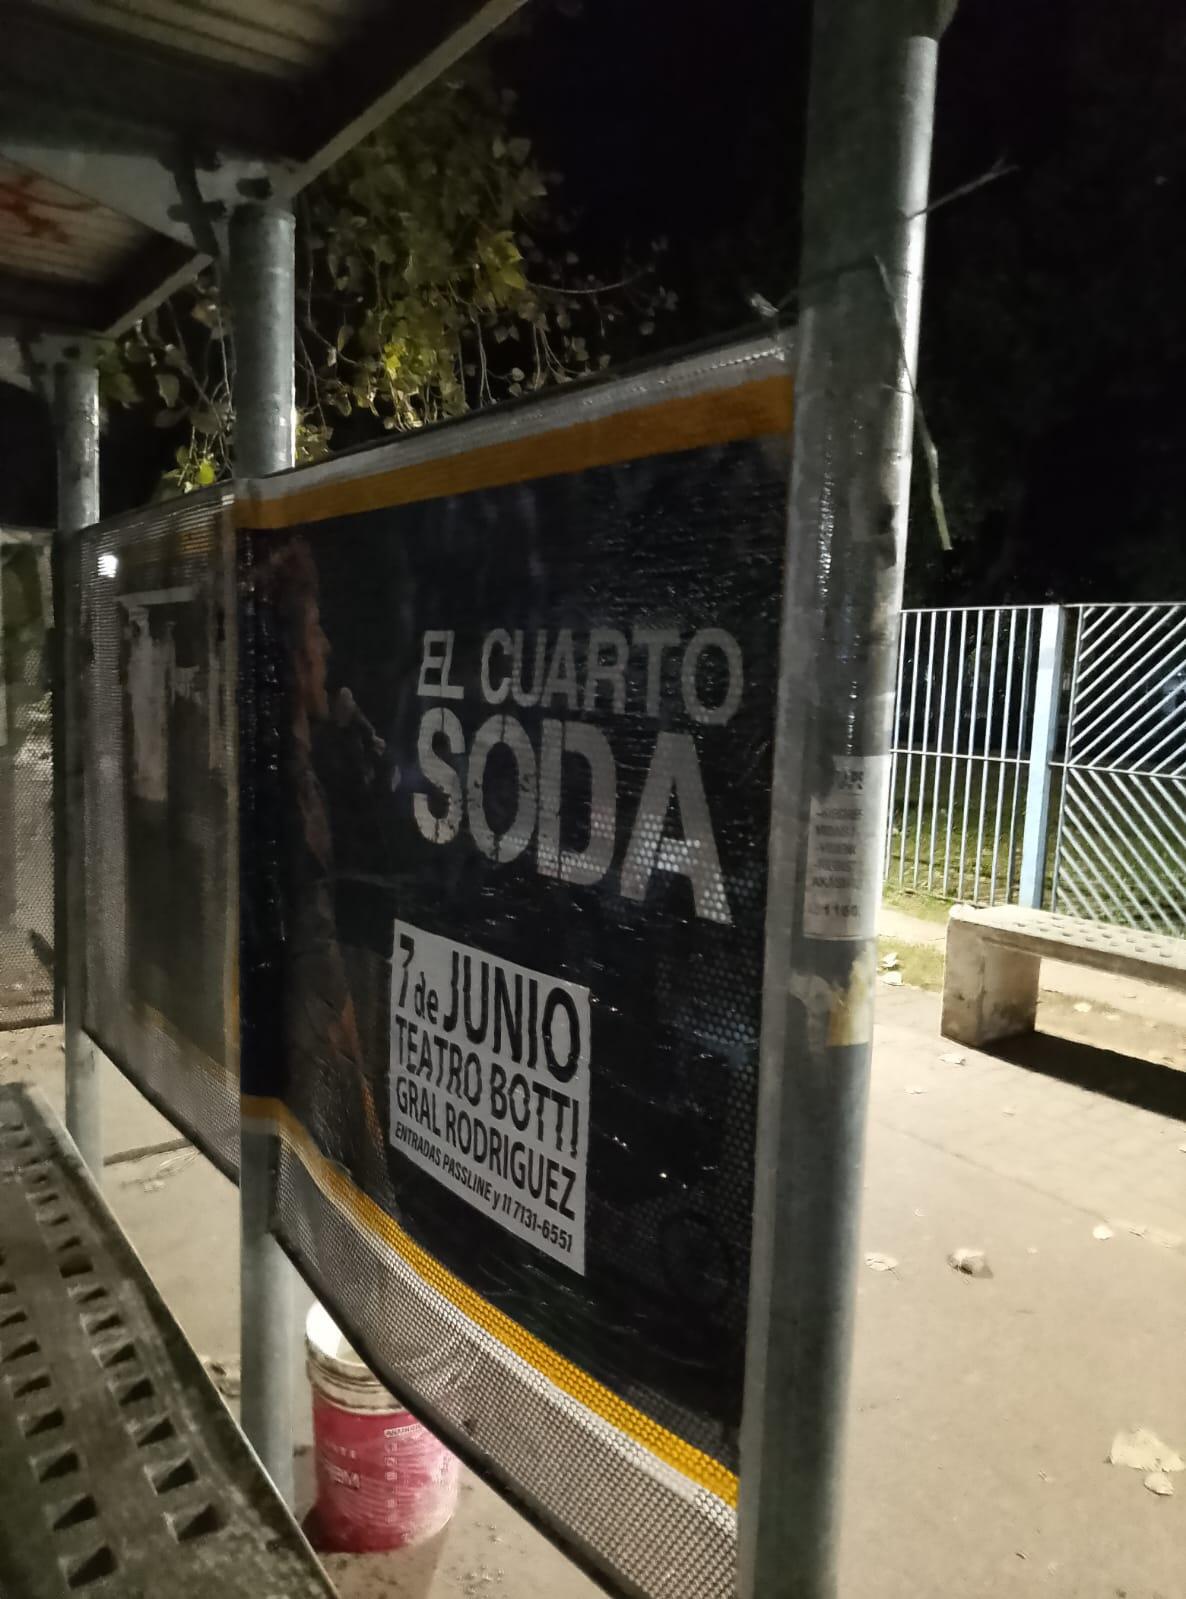 EL CUARTO
SODA
7 de JUNIO
TEATRO BOTTI
GRAL RODRIGUEZ
ENTRADAS PASSLINE y 11 7131-6551